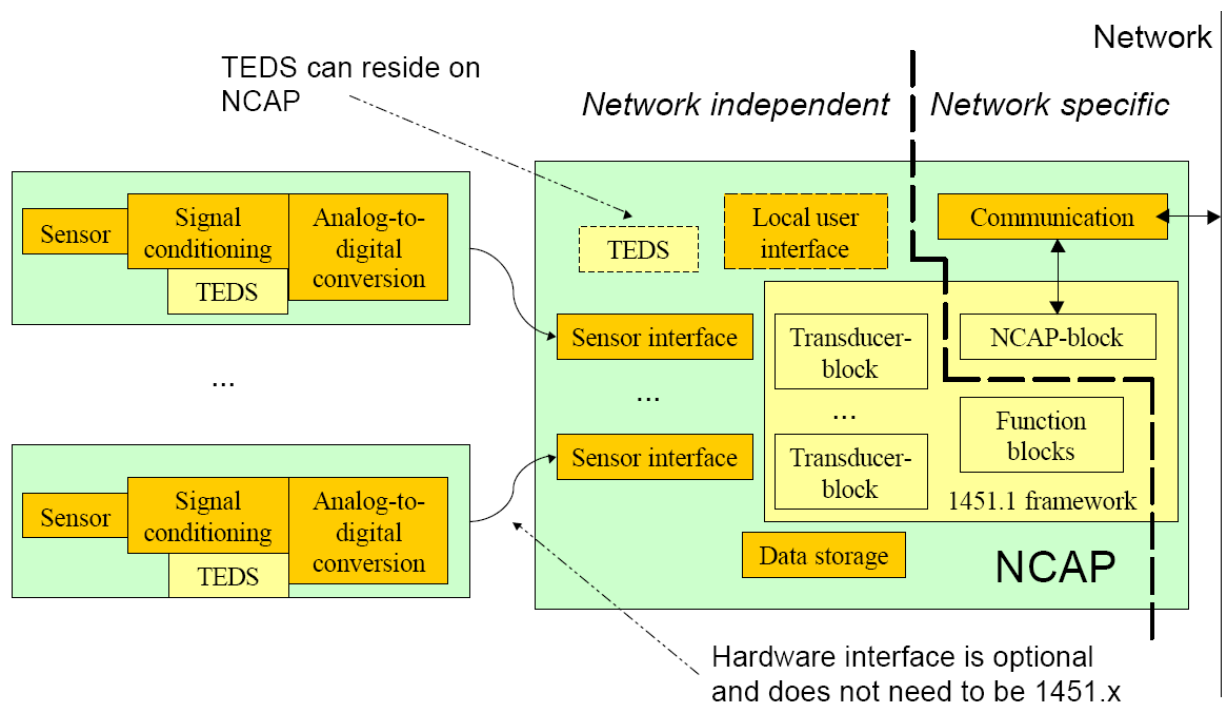 Network
TEDS can reside on
NCAP
Network independent
Network specific
Sensor
Signal
conditioning
Analog-to-
digital
conversion
TEDS
TEDS
Local user
interface
Communication
Sensor interface
Transducer-
block
NCAP-block
...
...
...
Sensor interface
Transducer-
block
Function
blocks
1451.1 framework
Sensor
Signal
conditioning
Analog-to-
digital
conversion
TEDS
Data storage
NCAP
Hardware interface is optional
and does not need to be 1451.x